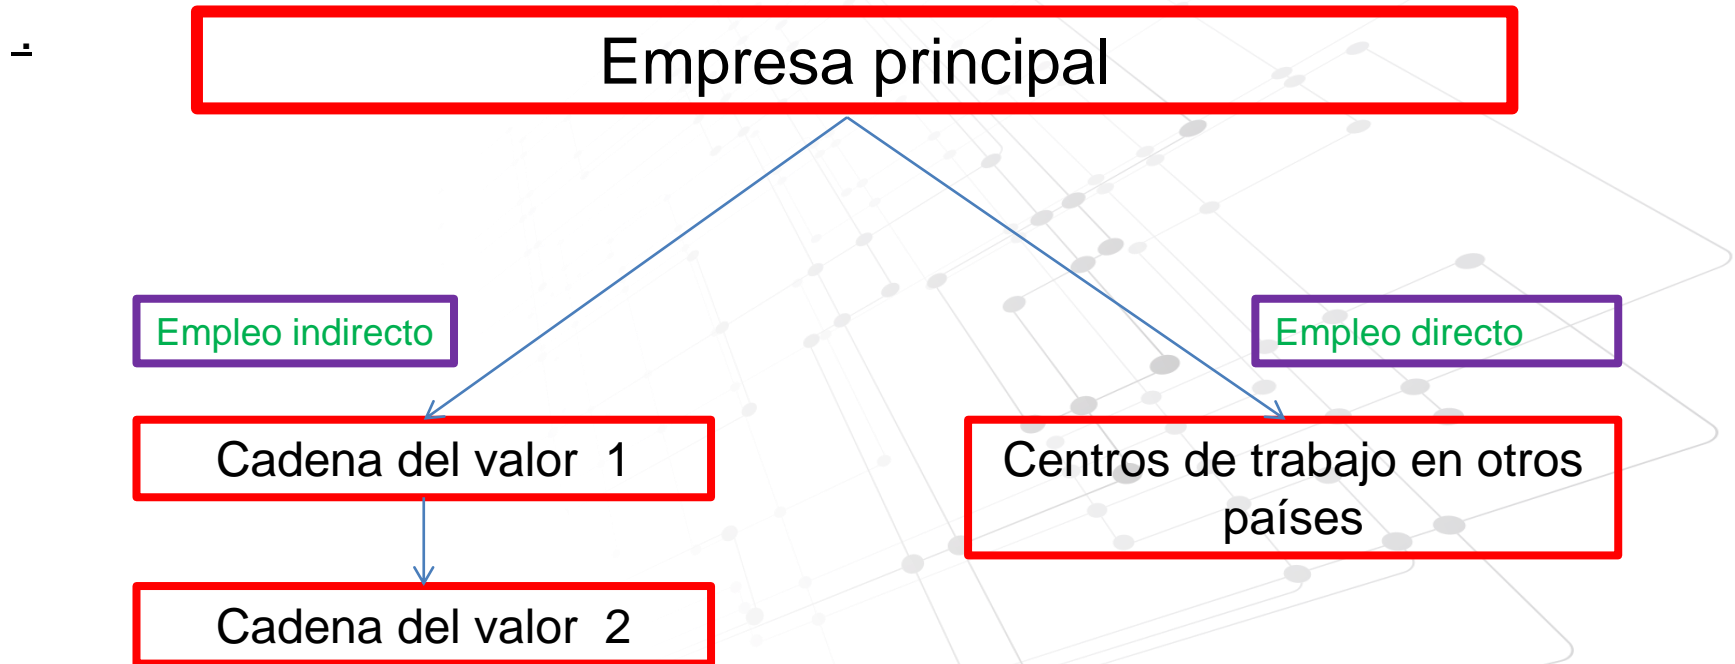 .
Empresa principal
Empleo indirecto
Empleo directo
Cadena del valor 1
Centros de trabajo en otros
países
Cadena del valor 2